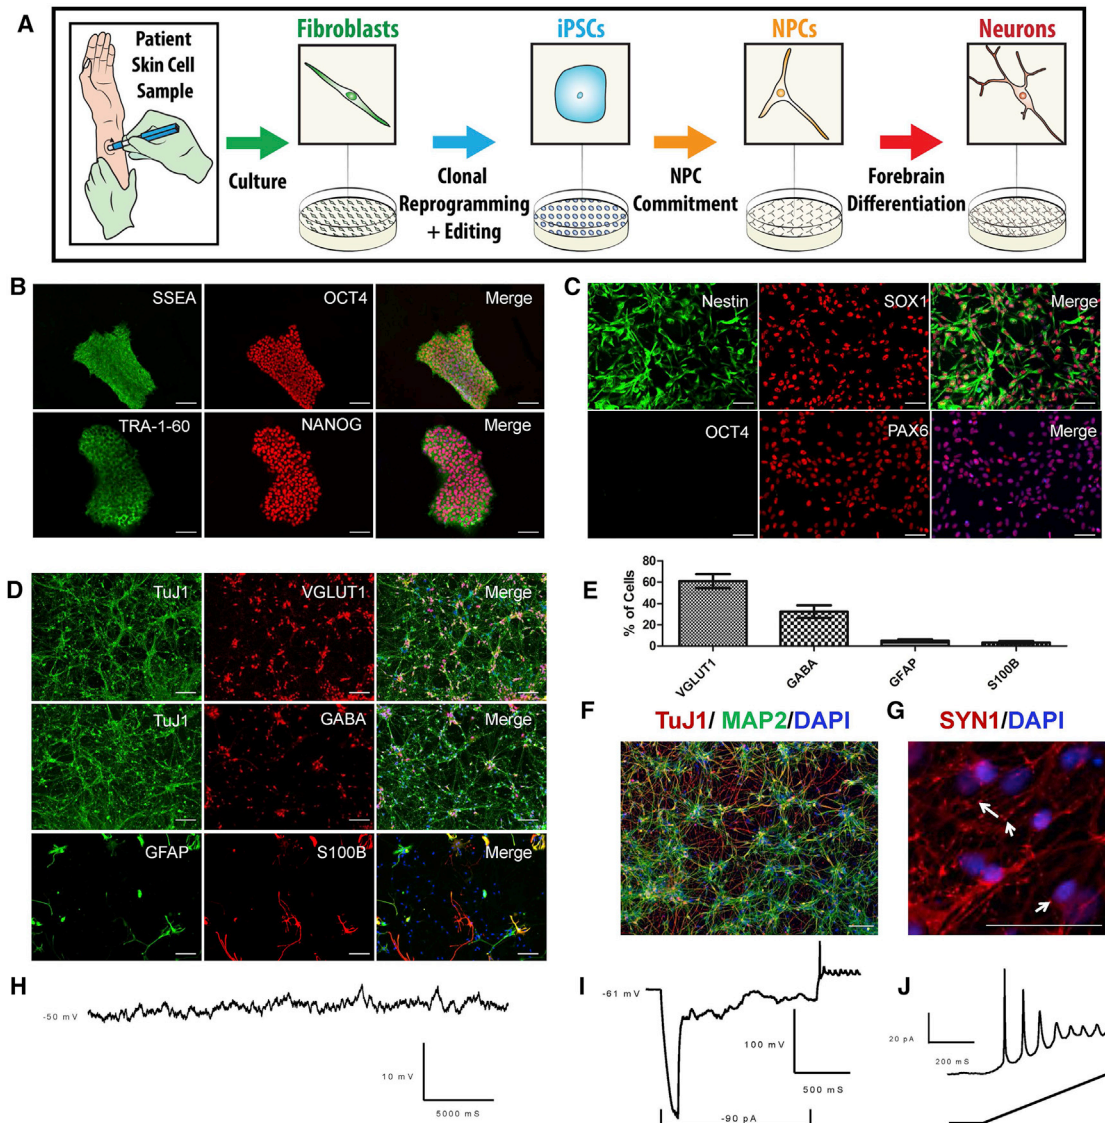 A
Patient
Skin Cell
Sample
Culture
Fibroblasts
Clonal
Reprogramming
+ Editing
iPSCs
NPC
Commitment
NPCs
Forebrain
Differentiation
Neurons
B
SSEA
OCT4
Merge
TRA-1-60
NANOG
Merge
C
Nestin
SOX1
Merge
OCT4
PAX6
Merge
D
TuJ1
VGLUT1
Merge
TuJ1
GABA
Merge
GFAP
S100B
Merge
E
% of Cells
80
60
40
20
0
VGLUT1
GABA
GFAP
S100B
F
TuJ1/ MAP2/DAPI
G
SYN1/DAPI
H
-50 mV
10 mV
5000 mS
I
-61 mV
100 mV
500 mS
-90 pA
J
20 pA
200 mS